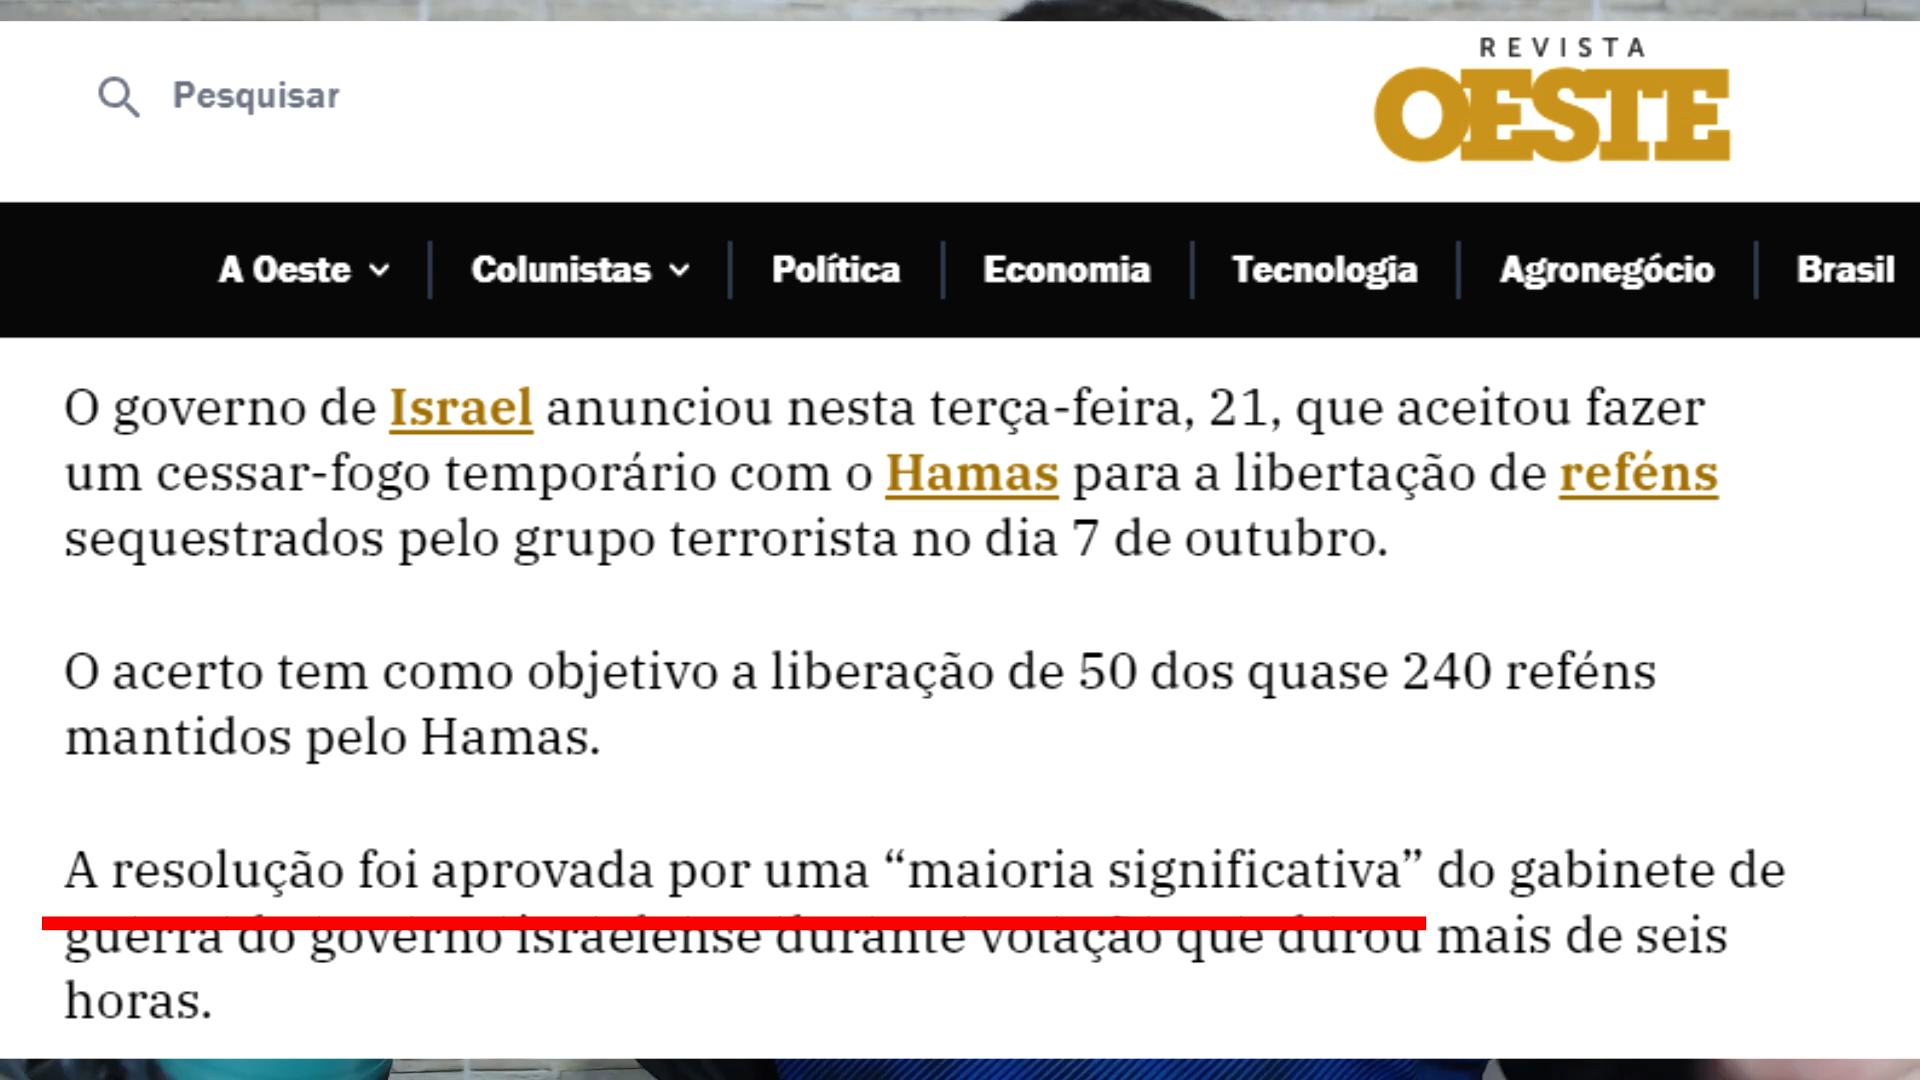 Pesquisar
REVISTA
OESTE
A Oeste
Colunistas
Política
Economia
Tecnologia
Agronegócio
Brasil
O governo de Israel anunciou nesta terça-feira, 21, que aceitou fazer
um cessar-fogo temporário com o Hamas para a libertação de reféns
sequestrados pelo grupo terrorista no dia 7 de outubro.
O acerto tem como objetivo a liberação de 50 dos quase 240 reféns
mantidos pelo Hamas.
A resolução foi aprovada por uma “maioria significativa” do gabinete de
guerra do governo israelense durante votação que durou mais de seis
horas.